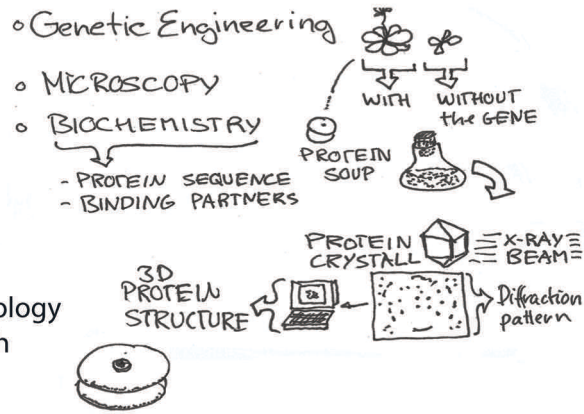 Genetic Engineering
MICROSCOPY
BIOCHEMISTRY
- PROTEIN SEQUENCE
- BINDING PARTNERS
WITH
WITHOUT
the GENE
PROTEIN
SOUP
PROTEIN
CRYSTALL
X-RAY
BEAM
Diffraction
pattern
3D
PROTEIN
STRUCTURE